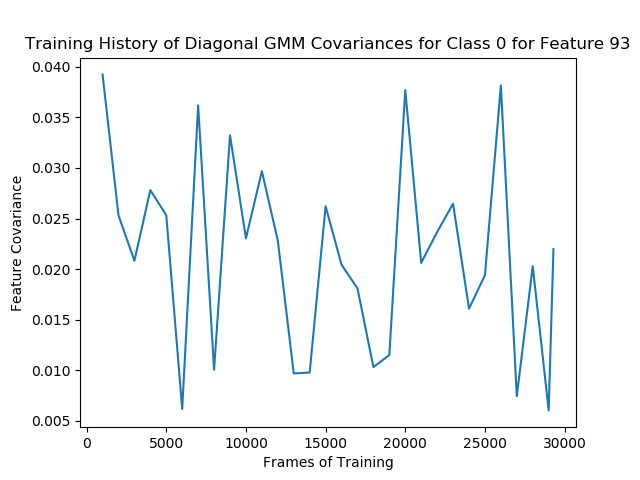 Training History of Diagonal GMM Covariances for Class 0 for Feature 93
0.040
0.035
0.030
0.025
0.020
0.015
0.010
0.005
Feature Covariance
0 5000 10000 15000 20000 25000 30000
Frames of Training